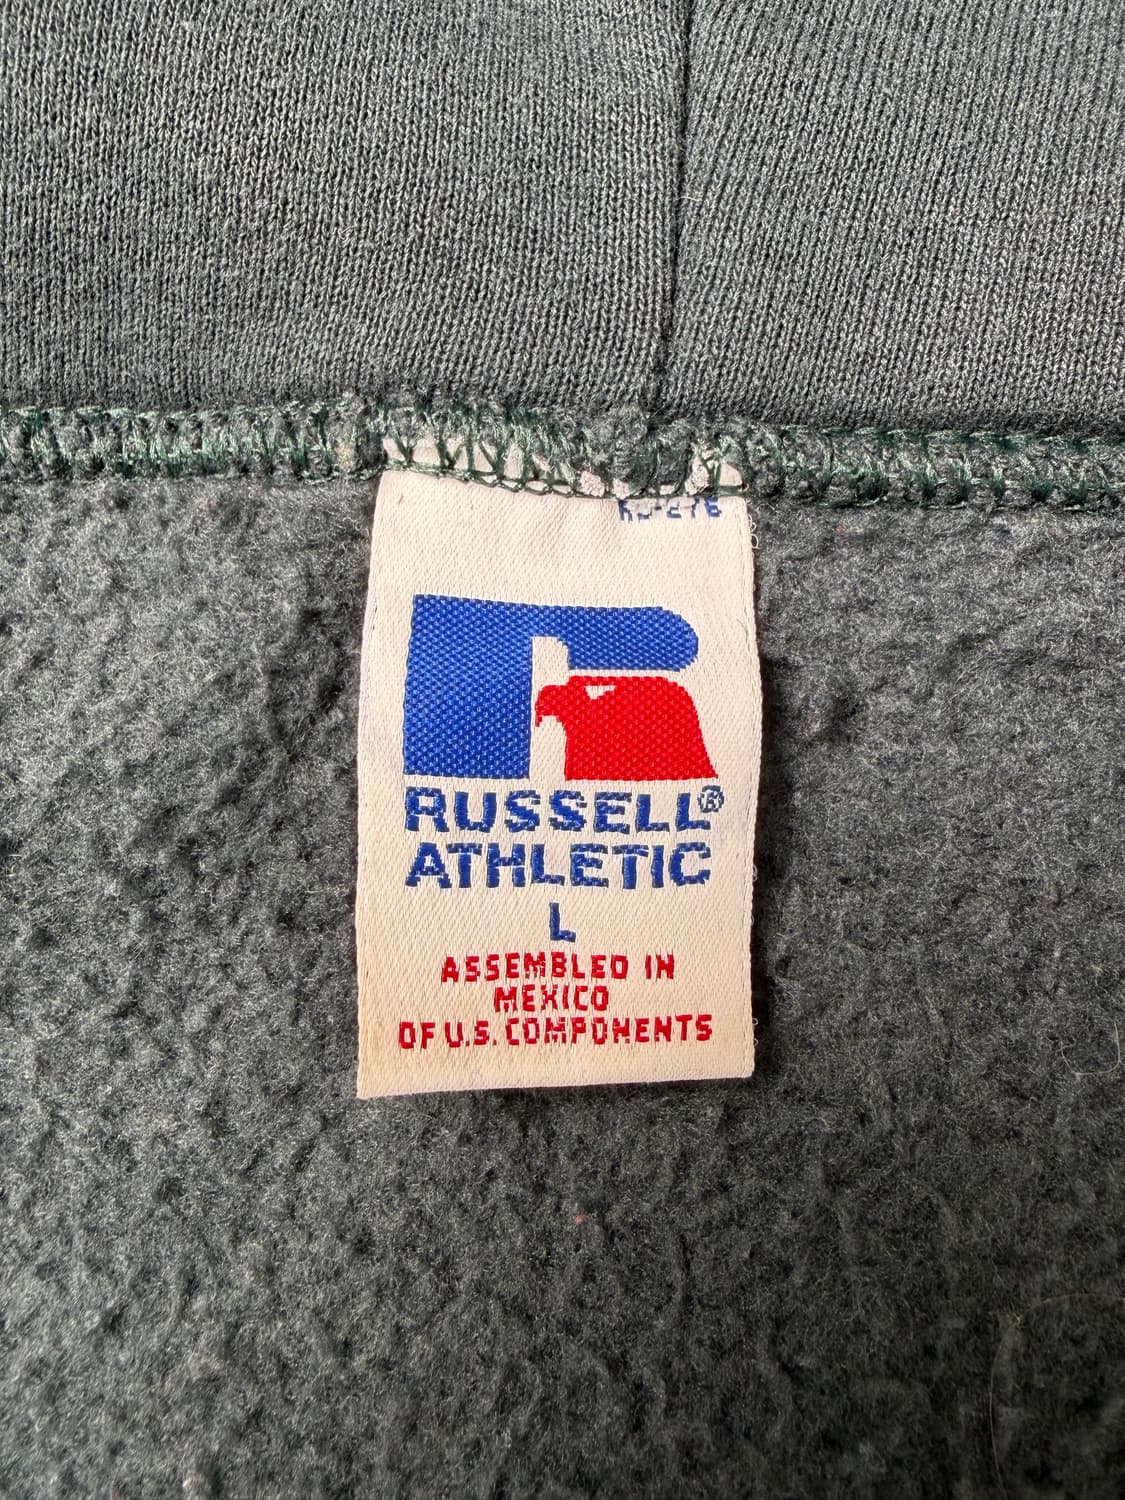 RUSSELL®
ATHLETIC
L
ASSEMBLED IN
MEXICO
OF U.S. COMPONENTS